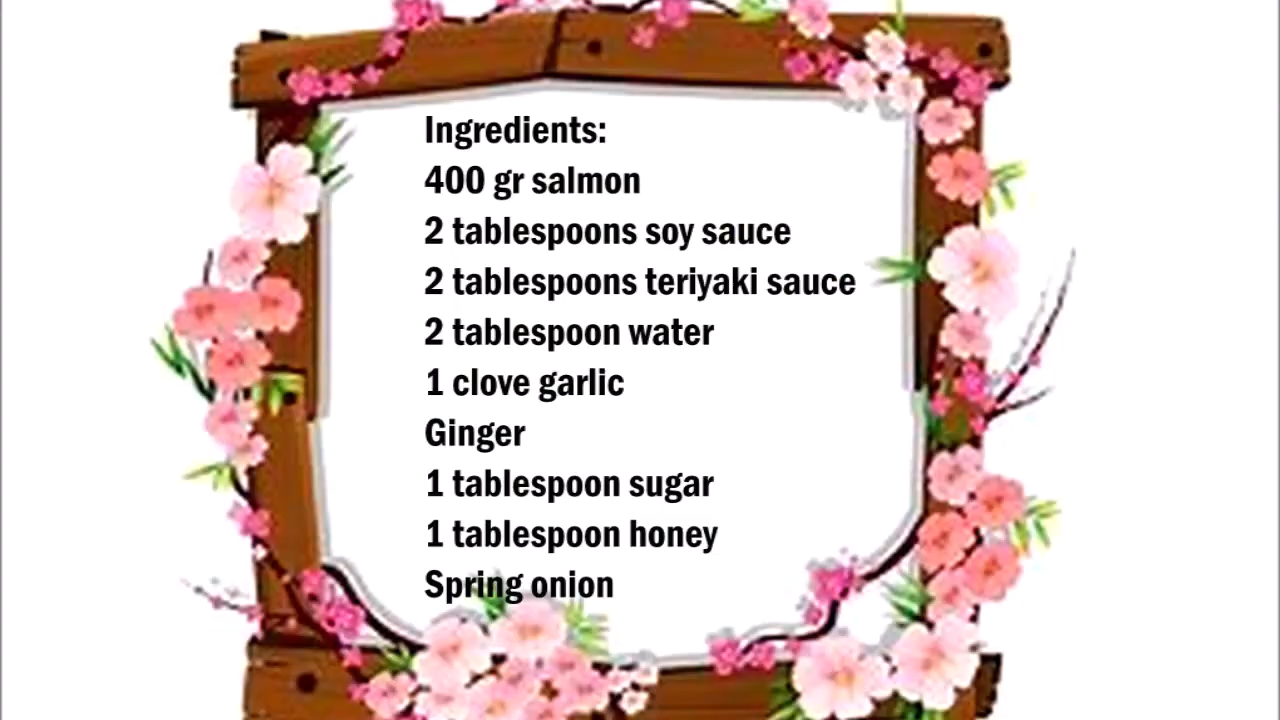 Ingredients:
400 gr salmon
2 tablespoons soy sauce
2 tablespoons teriyaki sauce
2 tablespoon water
1 clove garlic
Ginger
1 tablespoon sugar
1 tablespoon honey
Spring onion